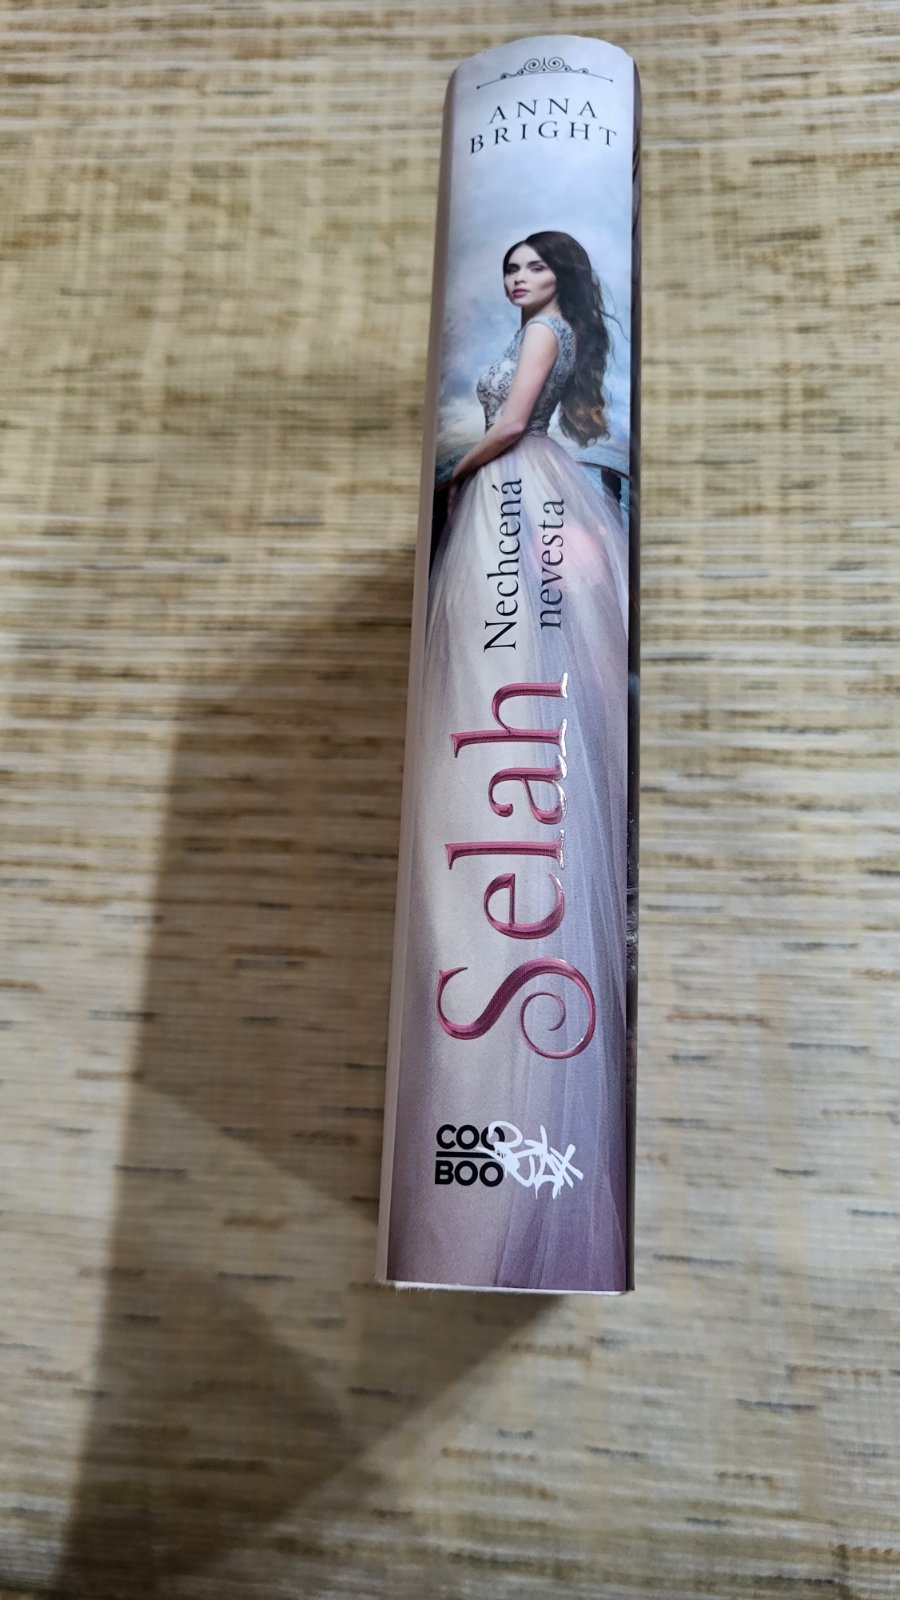 ANNA
BRIGHT
Selah
Nechcená
nevesta
COO
BOO